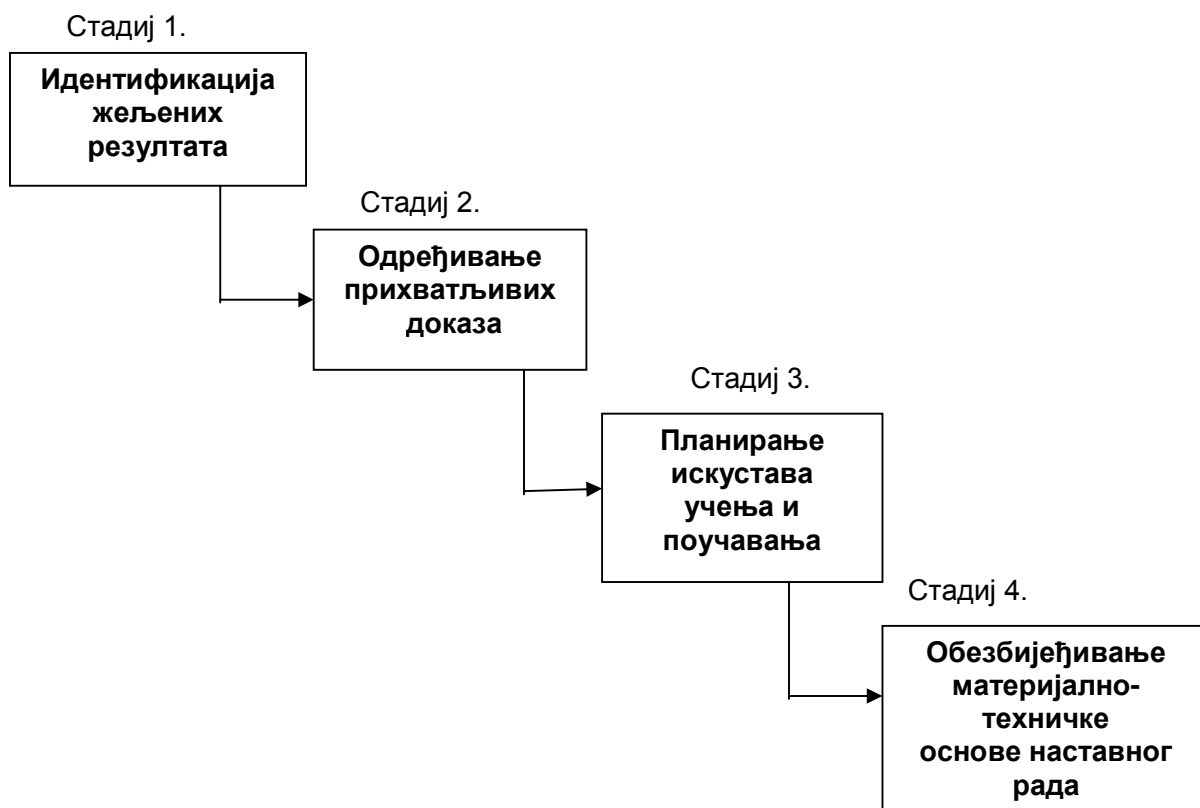 Стадиј 1.
Идентификација
жељених
резултата
Стадиј 2.
Одређивање
прихватљивих
доказа
Стадиј 3.
Планирање
искустава
учења и
поучавања
Стадиј 4.
Обезбијеђивање
материјално-
техничке
основе наставног
рада